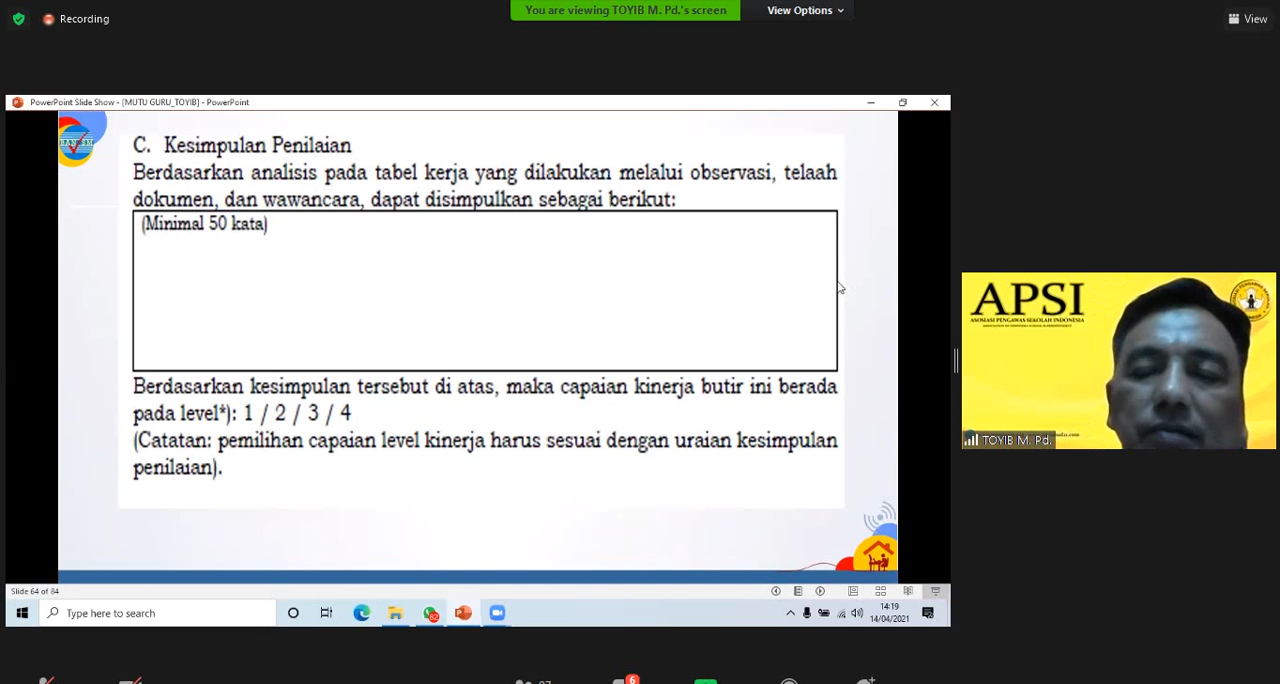 Recording
You are viewing TOYIB M. Pd.'s screen
View Options
View
PowerPoint Slide Show - [MUTU GURU_TOYIB] - PowerPoint
C. Kesimpulan Penilaian
Berdasarkan analisis pada tabel kerja yang dilakukan melalui observasi, telaah
dokumen, dan wawancara, dapat disimpulkan sebagai berikut:
(Minimal 50 kata)
Berdasarkan kesimpulan tersebut di atas, maka capaian kinerja butir ini berada
pada level*): 1 / 2 / 3 / 4
(Catatan: pemilihan capaian level kinerja harus sesuai dengan uraian kesimpulan
penilaian).
APSI
ASOSIASI PENGAWAS SEKOLAH INDONESIA
TOYIB M. Pd.
Slide 64 of 84
Type here to search
14:19
14/04/2021
6